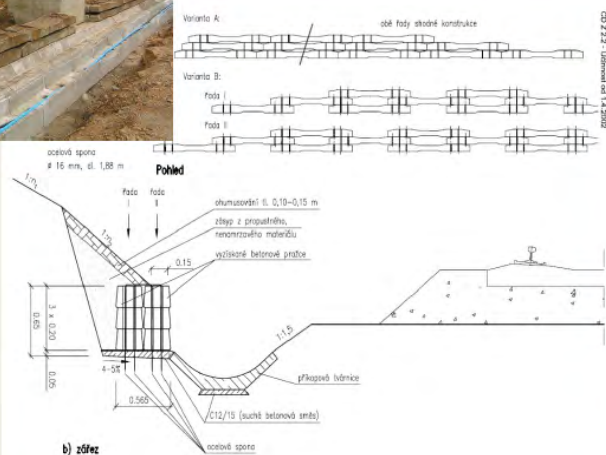 Varianta A:
obě řady shodné konstrukce
Varianta B:
řada I
řada II
Pohled
ocelová spona
ø 16 mm, dl. 1,88 m
řada I
řada II
ohumusování tl. 0,10-0,15 m
zásyp z propustného,
nenamrzavého materiálu
vyzískané betonové pražce
0.15
1:1,5
3 x 0.20
0.65
0.05
4-5%
0.565
příkopová tvárnice
C12/15 (suchá betonová směs)
ocelová spona
b) zářez